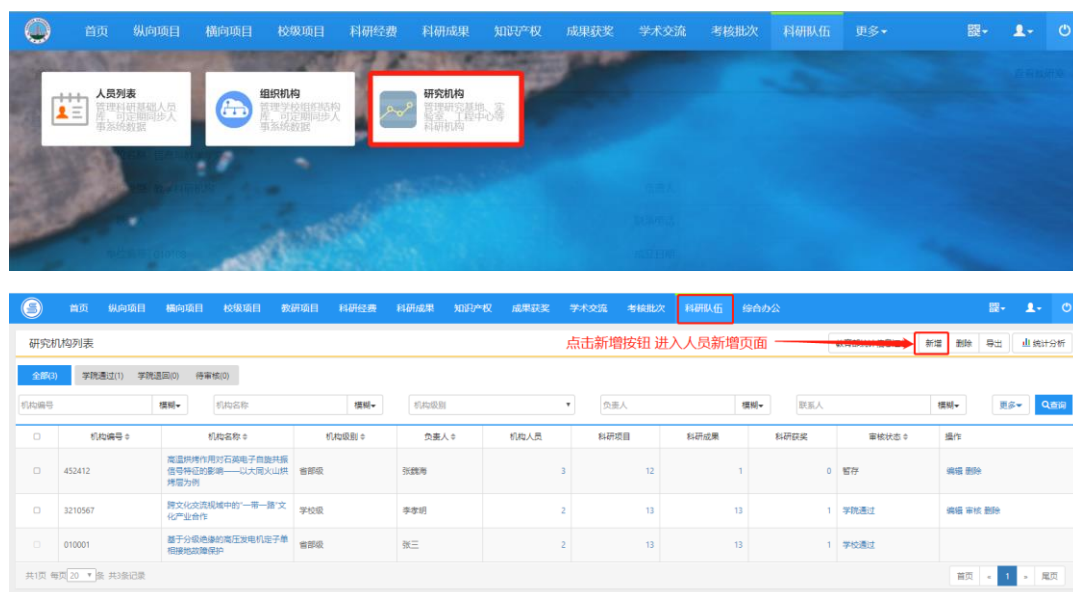 首页 纵向项目 横向项目 校级项目 科研经费 科研成果 知识产权 成果获奖 学术交流 考核批次 科研队伍 更多
人员列表 组织机构 研究机构
管理科研基础人员 管理学校组织结构 管理研究基地、实
库，可定期同步人 库，可定期同步人 验室、工程中心等
事系统数据 事系统数据 科研机构
首页 纵向项目 横向项目 校级项目 教研项目 科研经费 科研成果 知识产权 成果获奖 学术交流 考核批次 科研队伍 综合办公
研究机构列表 点击新增按钮 进入人员新增页面 新增 删除 导出 统计分析
全部(3) 学院通过(1) 学院退回(0) 待审核(0)
机构编号 模糊 机构名称 模糊 机构级别 负责人 模糊 联系人 模糊 更多 查询
机构编号 机构名称 机构级别 负责人 机构人员 科研项目 科研成果 科研获奖 审核状态 操作
高温烘烤作用对石英电子自旋共振
452412 信号特征的影响——以大同火山烘 省部级 张魏海 3 12 1 0 暂存 编辑 删除
烤层为例
跨文化交流视域中的“一带一路”文
3210567 化产业合作 学校级 李孝明 2 13 13 1 学院通过 编辑 审核 删除
基于分级绝缘的高压发电机定子单
010001 相接地故障保护 省部级 张三 2 13 13 1 学校通过
共1页 每页 20 条 共3条记录 首页 « 1 » 尾页